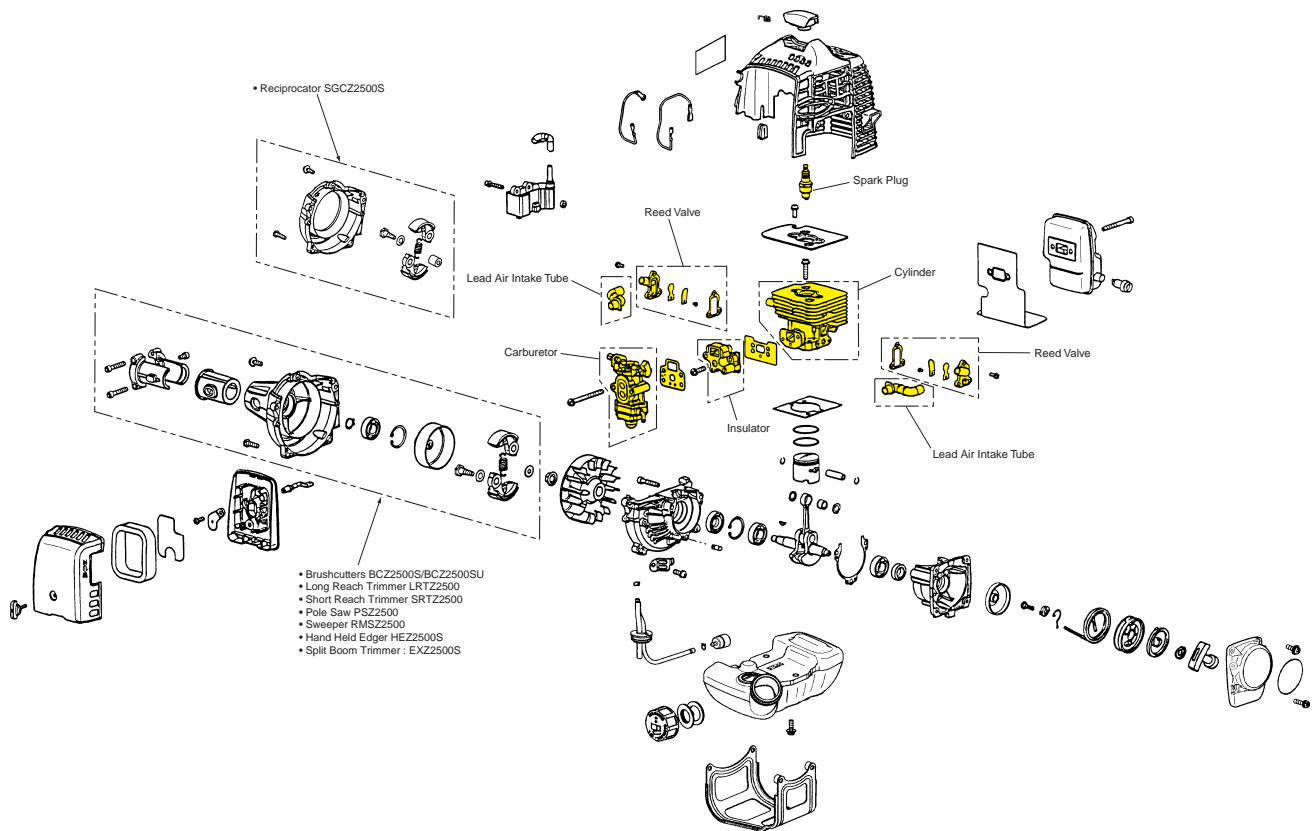 • Reciprocator SGCZ2500S
Spark Plug
Reed Valve
Lead Air Intake Tube
Cylinder
Carburetor
Reed Valve
Insulator
Lead Air Intake Tube
• Brushcutters BCZ2500S/BCZ2500SU
• Long Reach Trimmer LRTZ2500
• Short Reach Trimmer SRTZ2500
• Pole Saw PSZ2500
• Sweeper RMSZ2500
• Hand Held Edger HEZ2500S
• Split Boom Trimmer : EXZ2500S